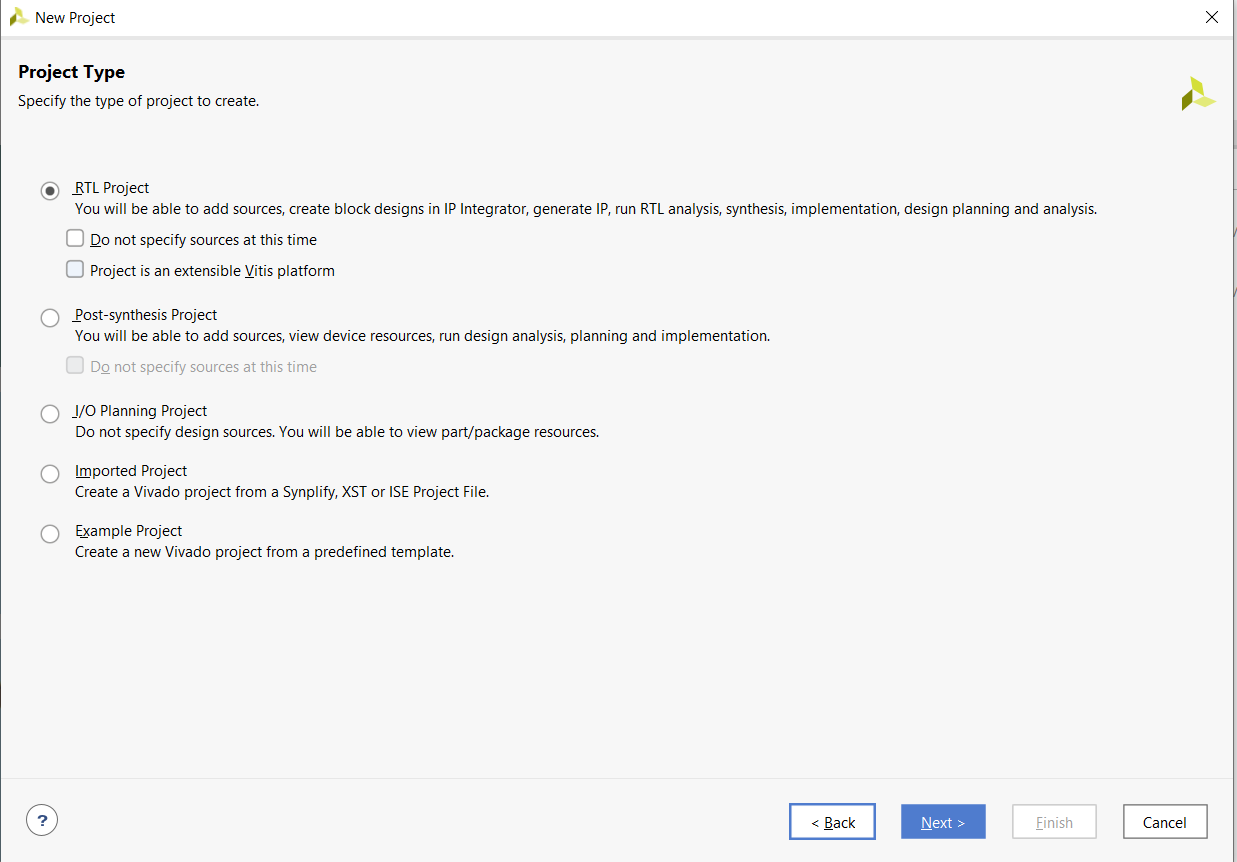 New Project
Project Type
Specify the type of project to create.
RTL Project
You will be able to add sources, create block designs in IP Integrator, generate IP, run RTL analysis, synthesis, implementation, design planning and analysis.
Do not specify sources at this time
Project is an extensible Vitis platform
Post-synthesis Project
You will be able to add sources, view device resources, run design analysis, planning and implementation.
Do not specify sources at this time
I/O Planning Project
Do not specify design sources. You will be able to view part/package resources.
Imported Project
Create a Vivado project from a Synplify, XST or ISE Project File.
Example Project
Create a new Vivado project from a predefined template.
? < Back Next > Finish Cancel